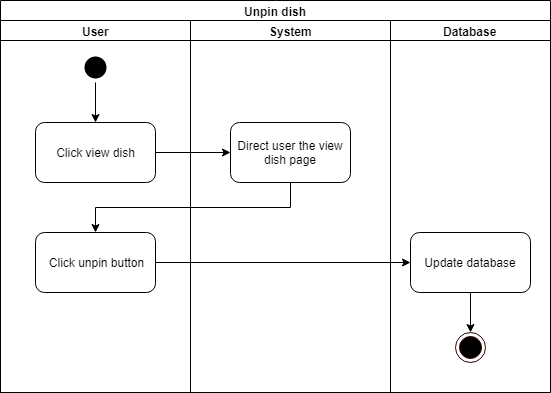 Unpin dish
User
System
Database
Click view dish
Direct user the view
dish page
Click unpin button
Update database